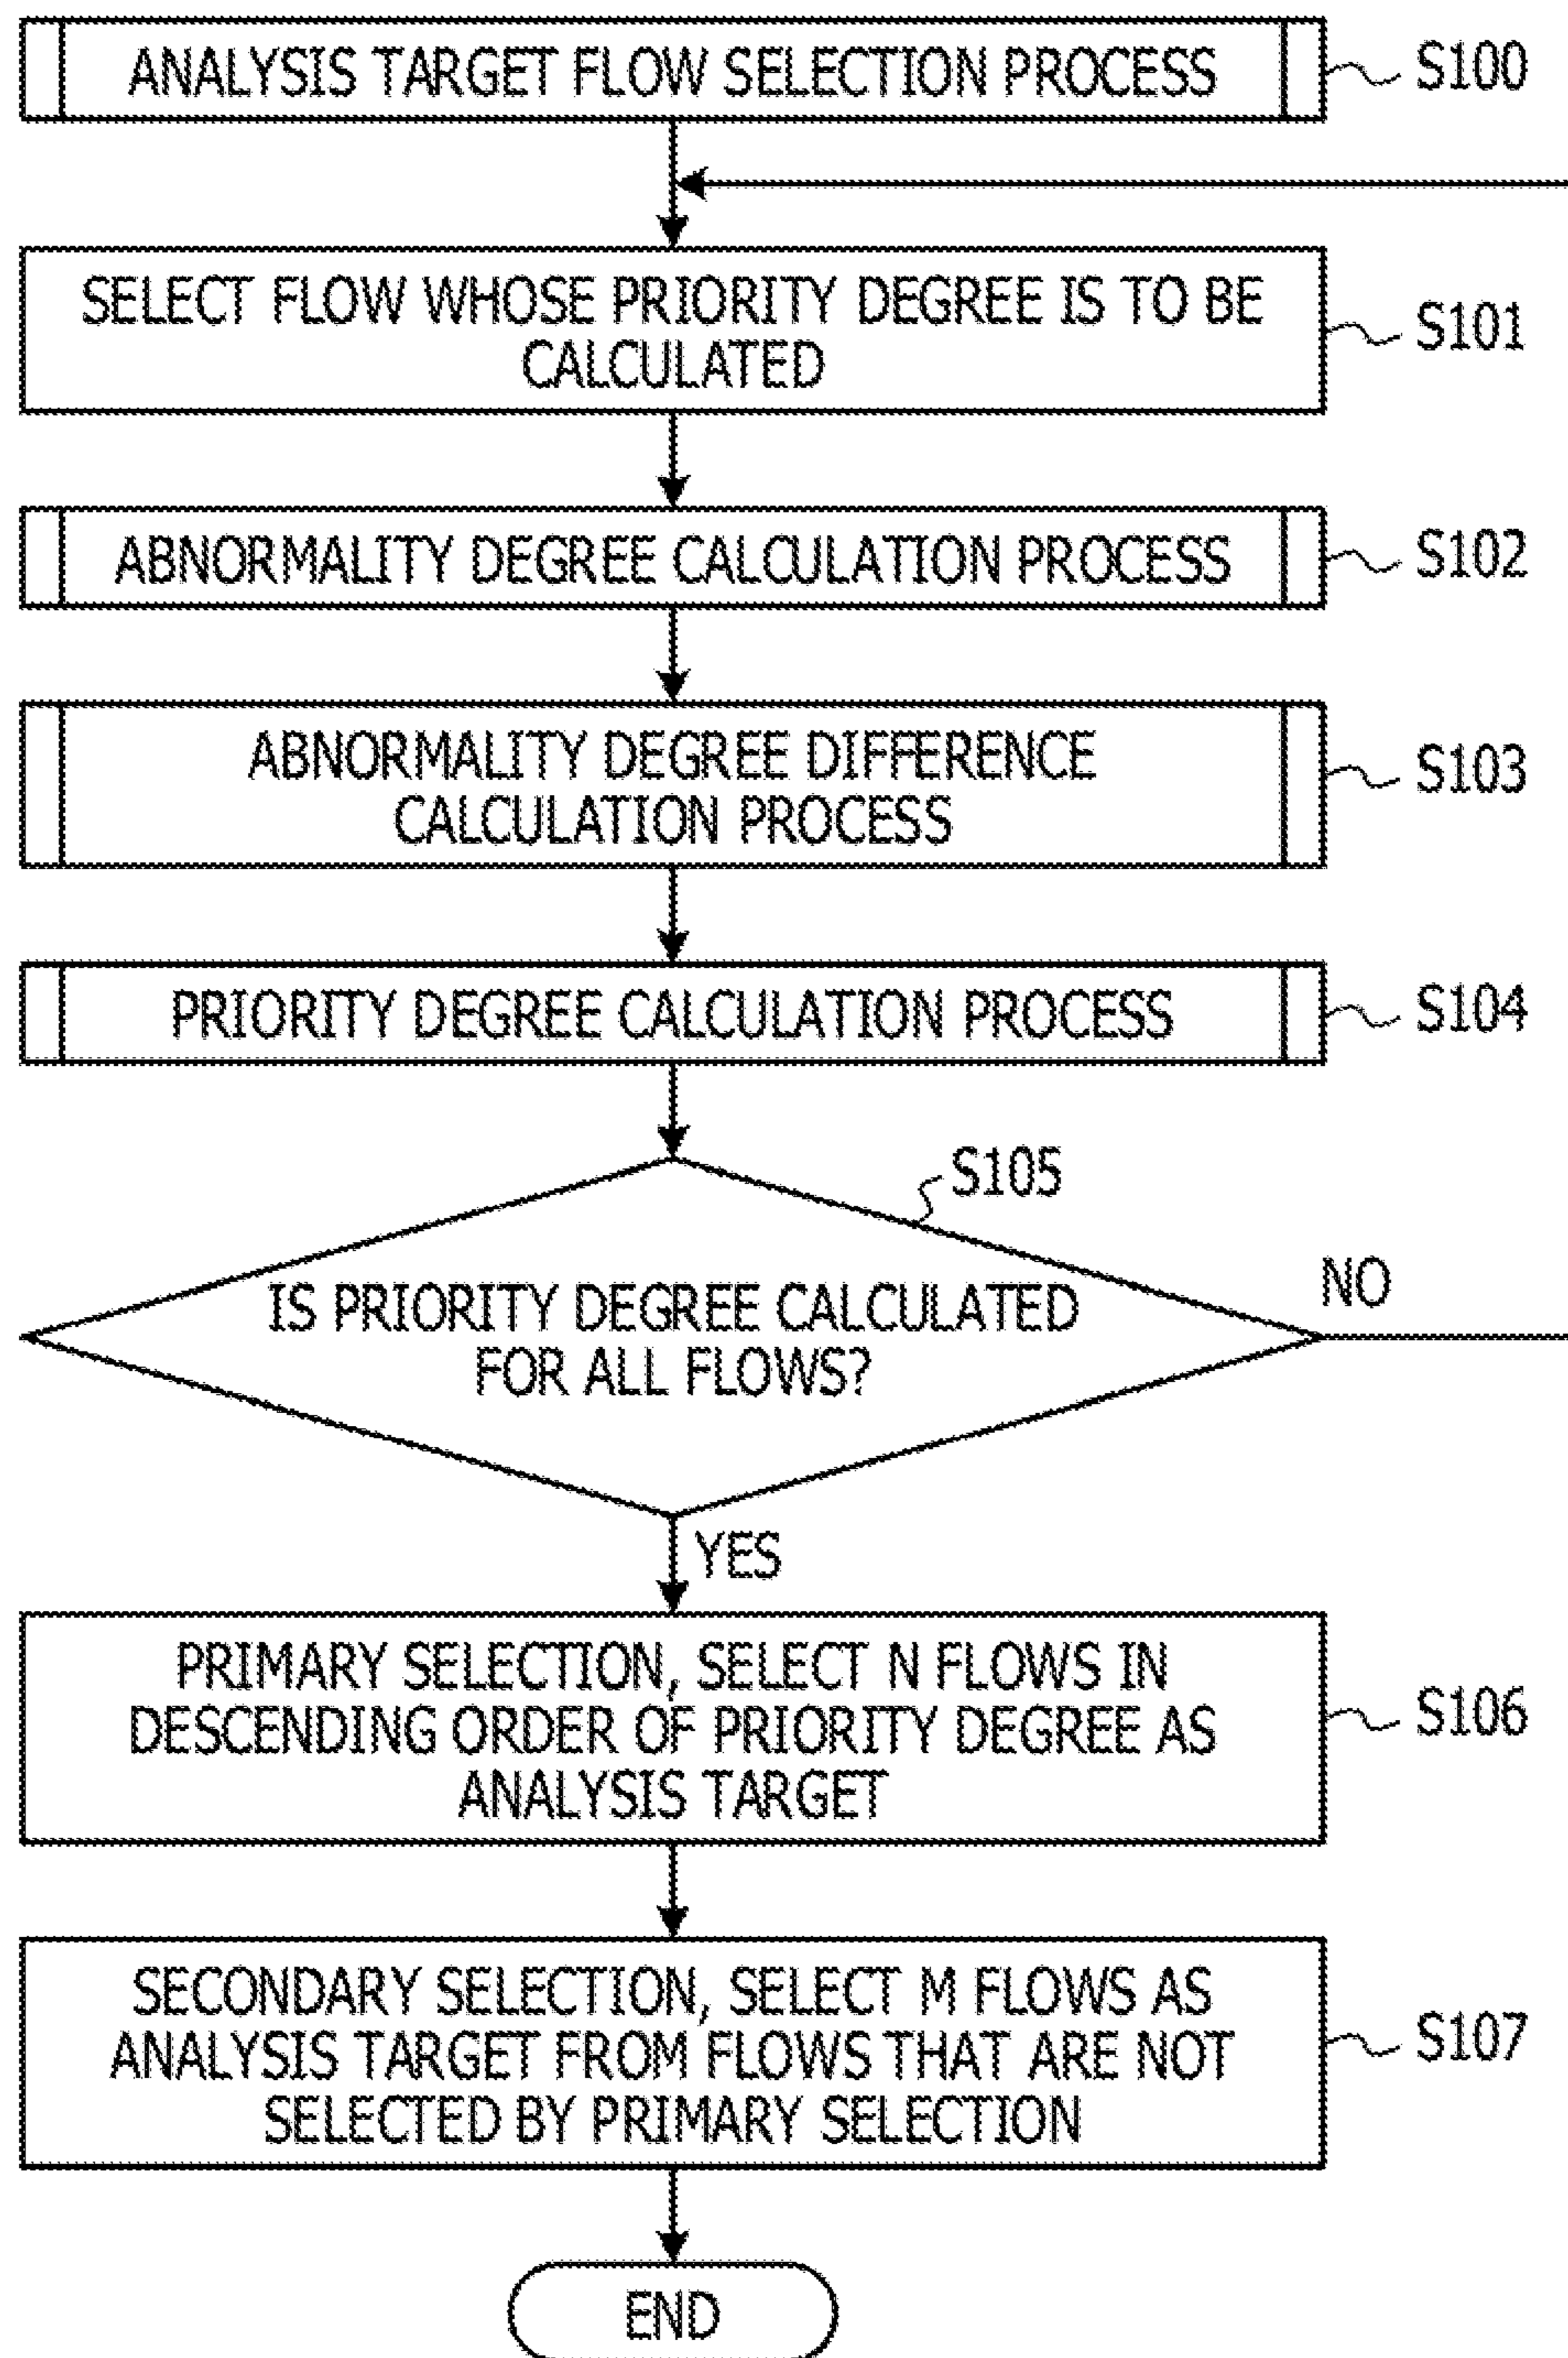 ANALYSIS TARGET FLOW SELECTION PROCESS
S100
SELECT FLOW WHOSE PRIORITY DEGREE IS TO BE
CALCULATED
S101
ABNORMALITY DEGREE CALCULATION PROCESS
S102
ABNORMALITY DEGREE DIFFERENCE
CALCULATION PROCESS
S103
PRIORITY DEGREE CALCULATION PROCESS
S104
S105
IS PRIORITY DEGREE CALCULATED
FOR ALL FLOWS?
NO
YES
PRIMARY SELECTION, SELECT N FLOWS IN
DESCENDING ORDER OF PRIORITY DEGREE AS
ANALYSIS TARGET
S106
SECONDARY SELECTION, SELECT M FLOWS AS
ANALYSIS TARGET FROM FLOWS THAT ARE NOT
SELECTED BY PRIMARY SELECTION
S107
END